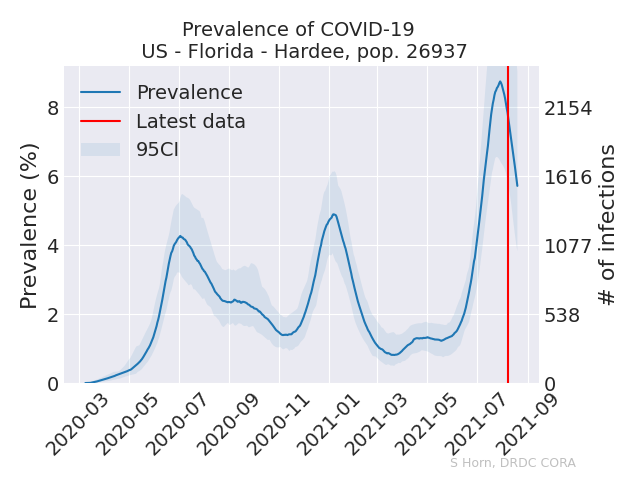 Prevalence of COVID-19
US - Florida - Hardee, pop. 26937
Prevalence
Latest data
95CI
Prevalence (%)
8
6
4
2
0
2154
1616
1077
538
0
# of infections
2020-03
2020-05
2020-07
2020-09
2020-11
2021-01
2021-03
2021-05
2021-07
2021-09
S Horn, DRDC CORA